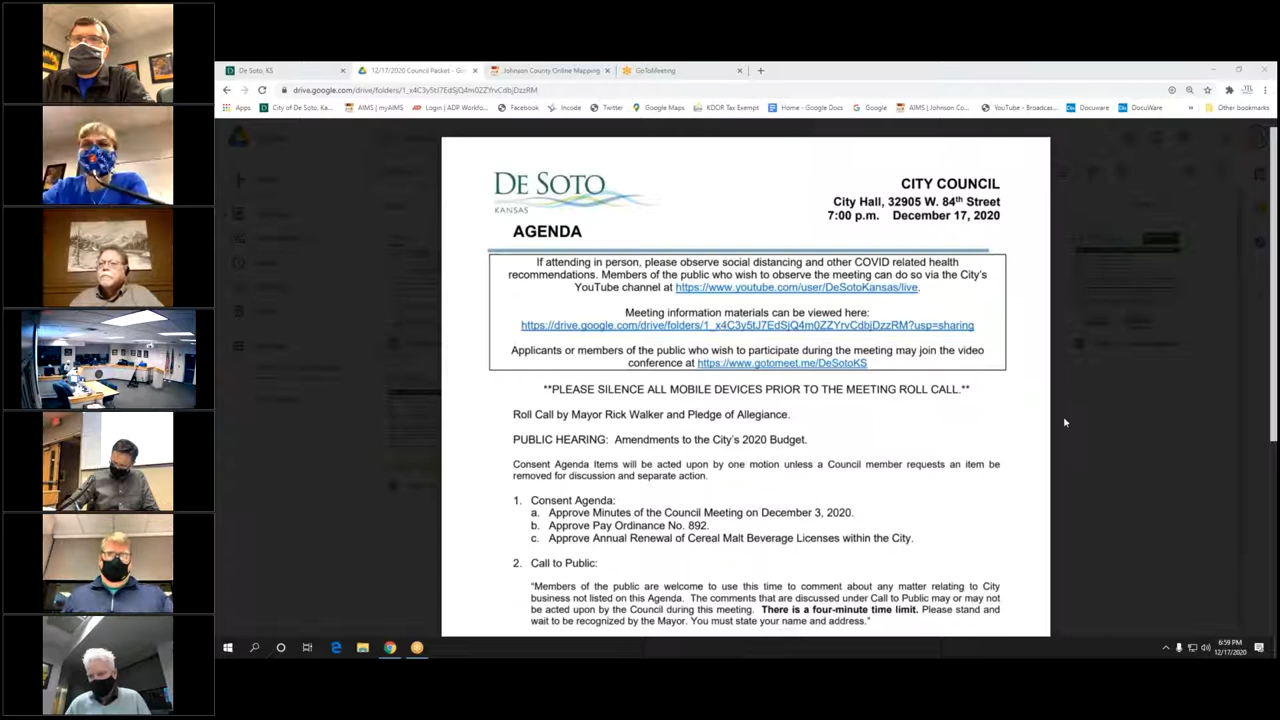 De Soto, KS
12/17/2020 Council Packet - Go
Johnson County Online Mapping
GoToMeeting
drive.google.com/drive/folders/1_x4C3y5tJ7EdSjQ4m0ZZYrvCdbjDzzRM
Apps City of De Soto, Ka... AIMS | myAIMS Login | ADP Workflo... Facebook Incode Twitter Google Maps KDOR Tax Exempt Home - Google Docs Google AIMS | Johnson Co... YouTube - Broadcas... Docuware DocuWare » Other bookmarks
DE SOTO
KANSAS
CITY COUNCIL
City Hall, 32905 W. 84th Street
7:00 p.m. December 17, 2020
AGENDA
If attending in person, please observe social distancing and other COVID related health
recommendations. Members of the public who wish to observe the meeting can do so via the City's
YouTube channel at https://www.youtube.com/user/DeSotoKansas/live.
Meeting information materials can be viewed here:
https://drive.google.com/drive/folders/1_x4C3y5tJ7EdSjQ4m0ZZYrvCdbjDzzRM?usp=sharing
Applicants or members of the public who wish to participate during the meeting may join the video
conference at https://www.gotomeet.me/DeSotoKS
**PLEASE SILENCE ALL MOBILE DEVICES PRIOR TO THE MEETING ROLL CALL.**
Roll Call by Mayor Rick Walker and Pledge of Allegiance.
PUBLIC HEARING: Amendments to the City's 2020 Budget.
Consent Agenda Items will be acted upon by one motion unless a Council member requests an item be
removed for discussion and separate action.
1. Consent Agenda:
a. Approve Minutes of the Council Meeting on December 3, 2020.
b. Approve Pay Ordinance No. 892.
c. Approve Annual Renewal of Cereal Malt Beverage Licenses within the City.
2. Call to Public:
"Members of the public are welcome to use this time to comment about any matter relating to City
business not listed on this Agenda. The comments that are discussed under Call to Public may or may not
be acted upon by the Council during this meeting. There is a four-minute time limit. Please stand and
wait to be recognized by the Mayor. You must state your name and address."
6:59 PM
12/17/2020